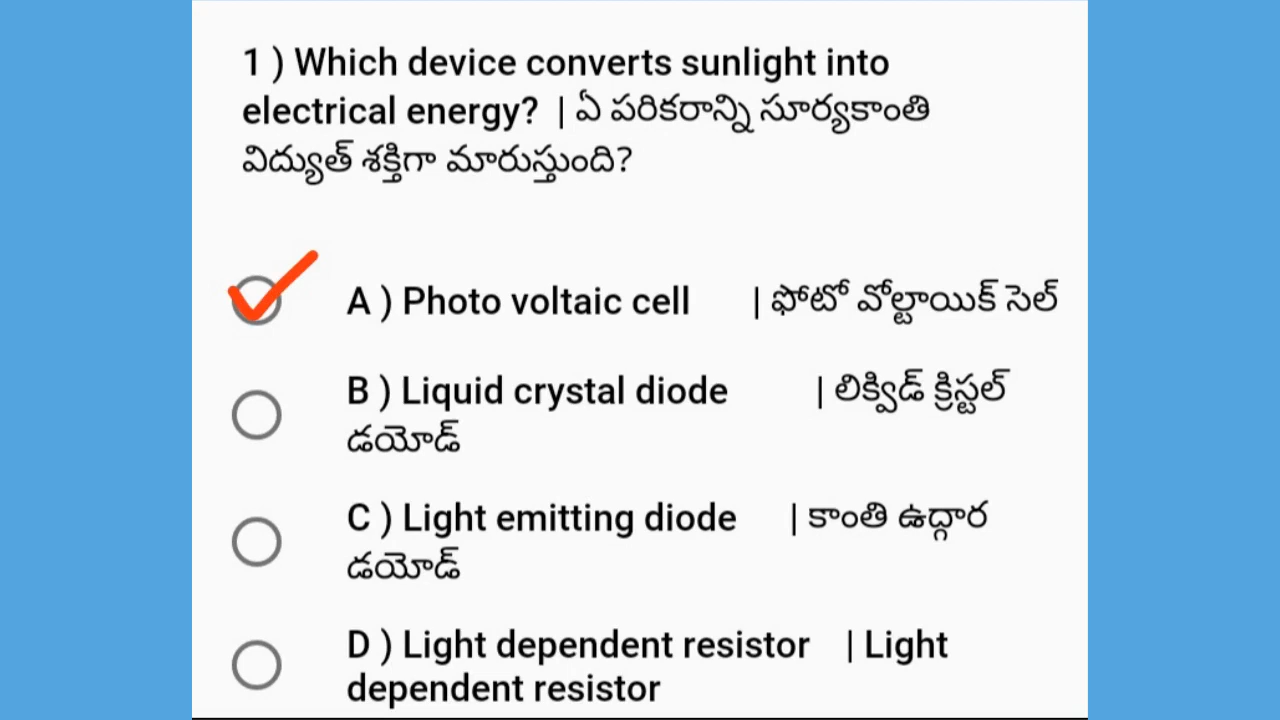 1 ) Which device converts sunlight into
electrical energy? | ఏ పరికరాన్ని సూర్యకాంతి
విద్యుత్ శక్తిగా మారుస్తుంది?
A ) Photo voltaic cell | ఫోటో వోల్టాయిక్ సెల్
B ) Liquid crystal diode | లిక్విడ్ క్రిస్టల్
డయోడ్
C ) Light emitting diode | కాంతి ఉద్గార
డయోడ్
D ) Light dependent resistor | Light
dependent resistor